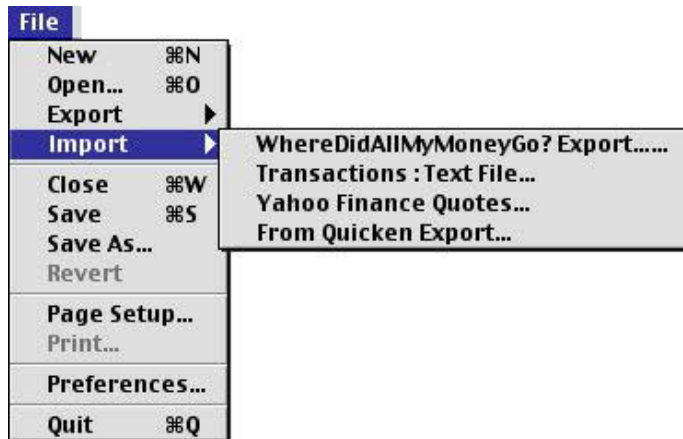 File
New ⌘N
Open... ⌘O
Export
Import
WhereDidAllMyMoneyGo? Export......
Transactions : Text File...
Yahoo Finance Quotes...
From Quicken Export...
Close ⌘W
Save ⌘S
Save As...
Revert
Page Setup...
Print...
Preferences...
Quit ⌘Q